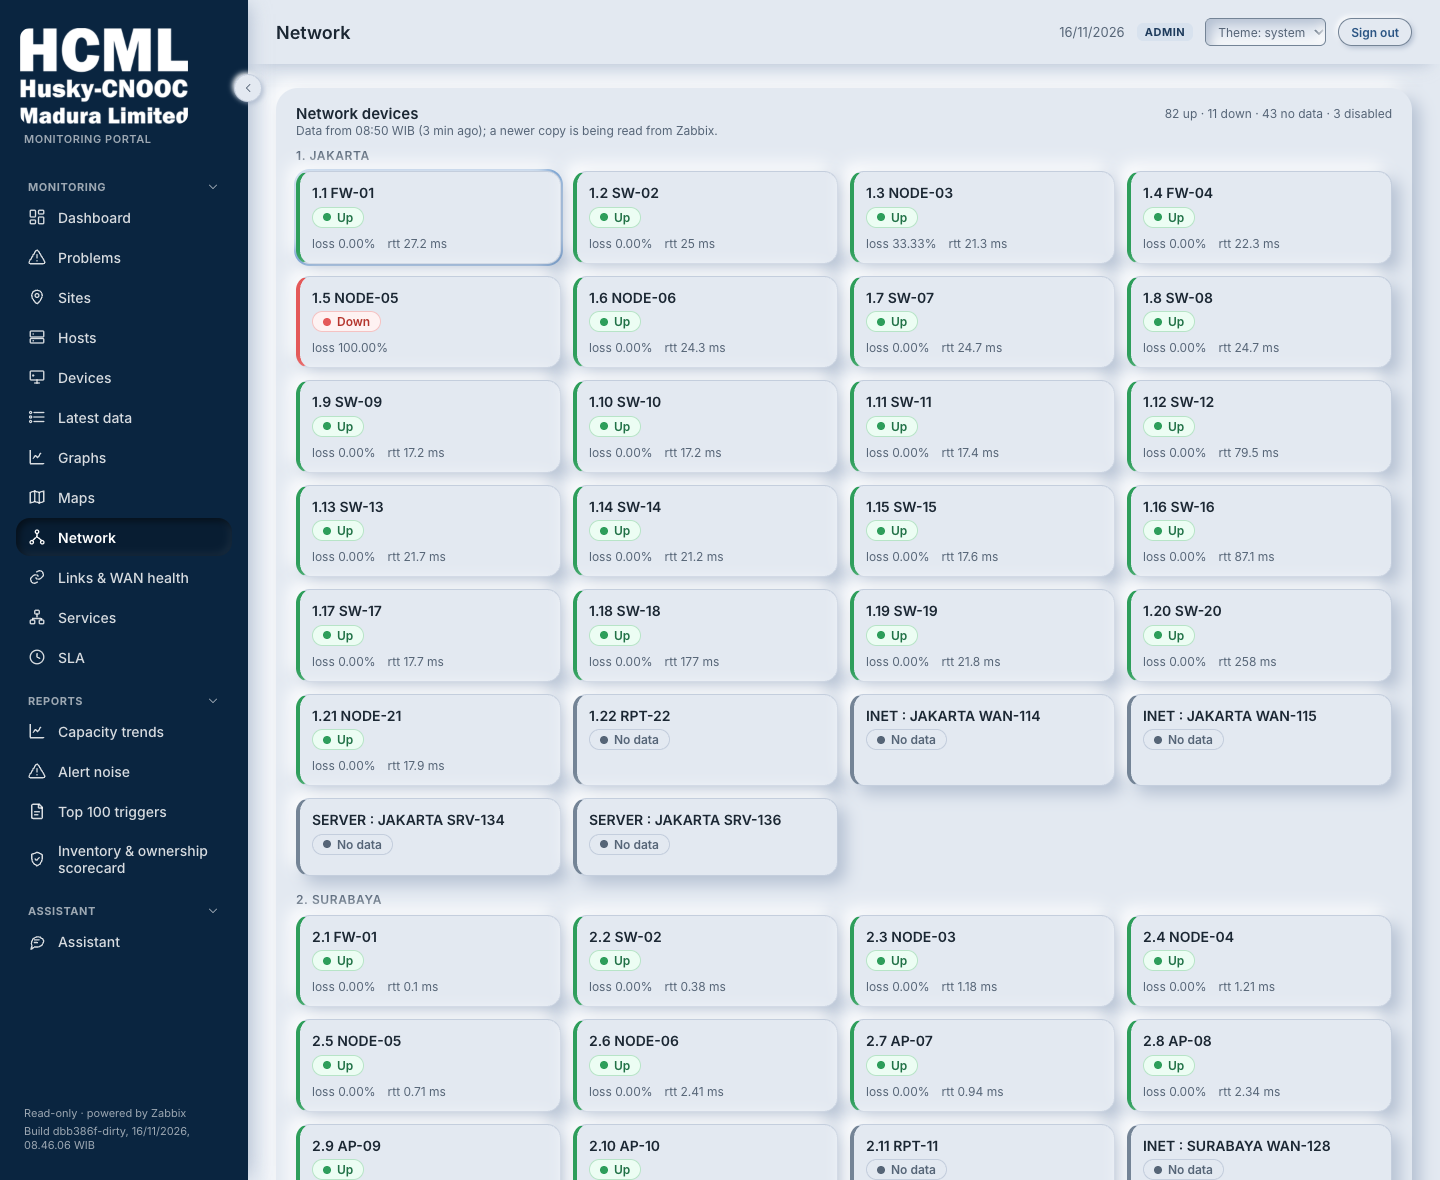 HCML
Husky-CNOOC
Madura Limited
MONITORING PORTAL
MONITORING
Dashboard
Problems
Sites
Hosts
Devices
Latest data
Graphs
Maps
Network
Links & WAN health
Services
SLA
REPORTS
Capacity trends
Alert noise
Top 100 triggers
Inventory & ownership
scorecard
ASSISTANT
Assistant
Read-only · powered by Zabbix
Build dbb386f-dirty, 16/11/2026,
08.46.06 WIB
Network
16/11/2026 ADMIN Theme: system Sign out
Network devices
82 up · 11 down · 43 no data · 3 disabled
Data from 08:50 WIB (3 min ago); a newer copy is being read from Zabbix.
1. JAKARTA
1.1 FW-01
Up
loss 0.00% rtt 27.2 ms
1.2 SW-02
Up
loss 0.00% rtt 25 ms
1.3 NODE-03
Up
loss 33.33% rtt 21.3 ms
1.4 FW-04
Up
loss 0.00% rtt 22.3 ms
1.5 NODE-05
Down
loss 100.00%
1.6 NODE-06
Up
loss 0.00% rtt 24.3 ms
1.7 SW-07
Up
loss 0.00% rtt 24.7 ms
1.8 SW-08
Up
loss 0.00% rtt 24.7 ms
1.9 SW-09
Up
loss 0.00% rtt 17.2 ms
1.10 SW-10
Up
loss 0.00% rtt 17.2 ms
1.11 SW-11
Up
loss 0.00% rtt 17.4 ms
1.12 SW-12
Up
loss 0.00% rtt 79.5 ms
1.13 SW-13
Up
loss 0.00% rtt 21.7 ms
1.14 SW-14
Up
loss 0.00% rtt 21.2 ms
1.15 SW-15
Up
loss 0.00% rtt 17.6 ms
1.16 SW-16
Up
loss 0.00% rtt 87.1 ms
1.17 SW-17
Up
loss 0.00% rtt 17.7 ms
1.18 SW-18
Up
loss 0.00% rtt 177 ms
1.19 SW-19
Up
loss 0.00% rtt 21.8 ms
1.20 SW-20
Up
loss 0.00% rtt 258 ms
1.21 NODE-21
Up
loss 0.00% rtt 17.9 ms
1.22 RPT-22
No data
INET : JAKARTA WAN-114
No data
INET : JAKARTA WAN-115
No data
SERVER : JAKARTA SRV-134
No data
SERVER : JAKARTA SRV-136
No data
2. SURABAYA
2.1 FW-01
Up
loss 0.00% rtt 0.1 ms
2.2 SW-02
Up
loss 0.00% rtt 0.38 ms
2.3 NODE-03
Up
loss 0.00% rtt 1.18 ms
2.4 NODE-04
Up
loss 0.00% rtt 1.21 ms
2.5 NODE-05
Up
loss 0.00% rtt 0.71 ms
2.6 NODE-06
Up
loss 0.00% rtt 2.41 ms
2.7 AP-07
Up
loss 0.00% rtt 0.94 ms
2.8 AP-08
Up
loss 0.00% rtt 2.34 ms
2.9 AP-09
Up
2.10 AP-10
Up
2.11 RPT-11
No data
INET : SURABAYA WAN-128
No data